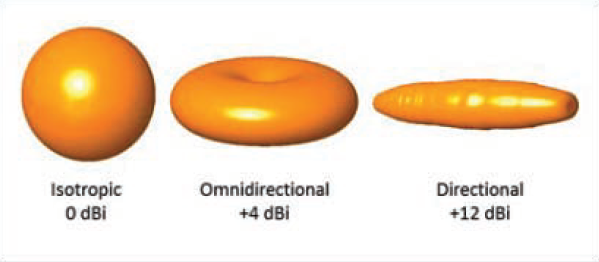 Isotropic
0 dBi
Omnidirectional
+4 dBi
Directional
+12 dBi